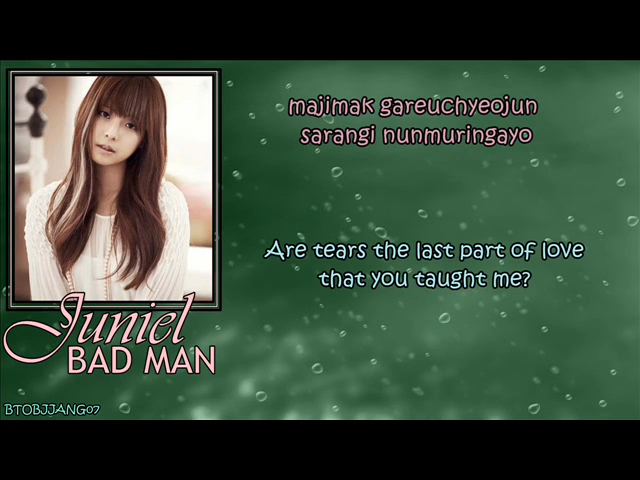 majimak gareuchyeojun
sarangi nunmuringayo
Are tears the last part of love
that you taught me?
Juniel
BAD MAN
BTOBJJANG07